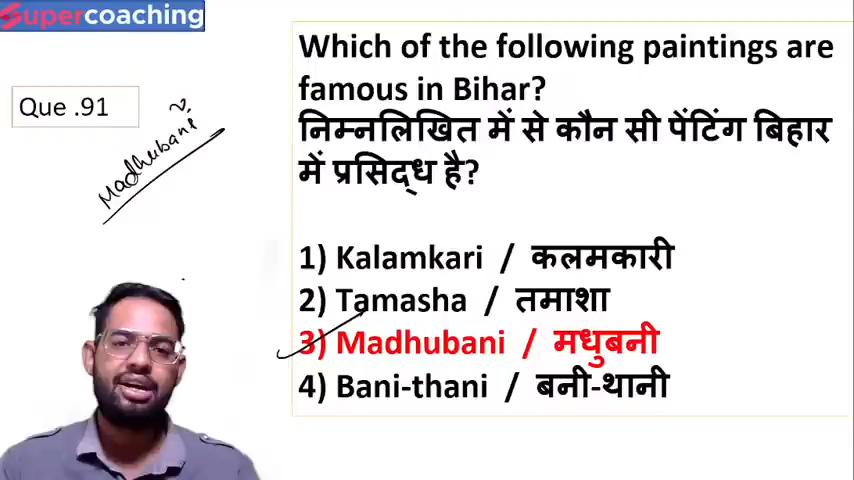 Supercoaching
Which of the following paintings are
famous in Bihar?
निम्नलिखित में से कौन सी पेंटिंग बिहार
में प्रसिद्ध है?
Que .91
Madhubani
1) Kalamkari / कलमकारी
2) Tamasha / तमाशा
3) Madhubani / मधुबनी
4) Bani-thani / बनी-थानी